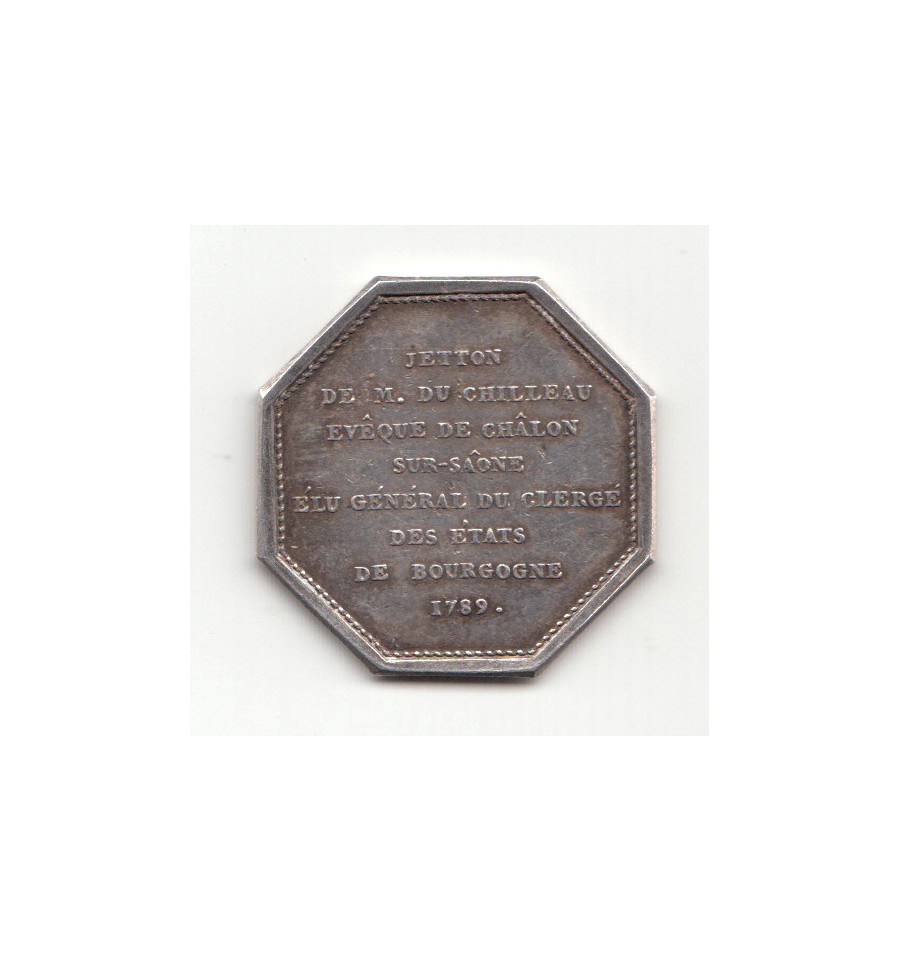 JETTON
DE M. DU CHILLEAU
EVÊQUE DE CHÂLON
SUR-SAÔNE
ÉLU GÉNÉRAL DU CLERGÉ
DES ÉTATS
DE BOURGOGNE
1789.